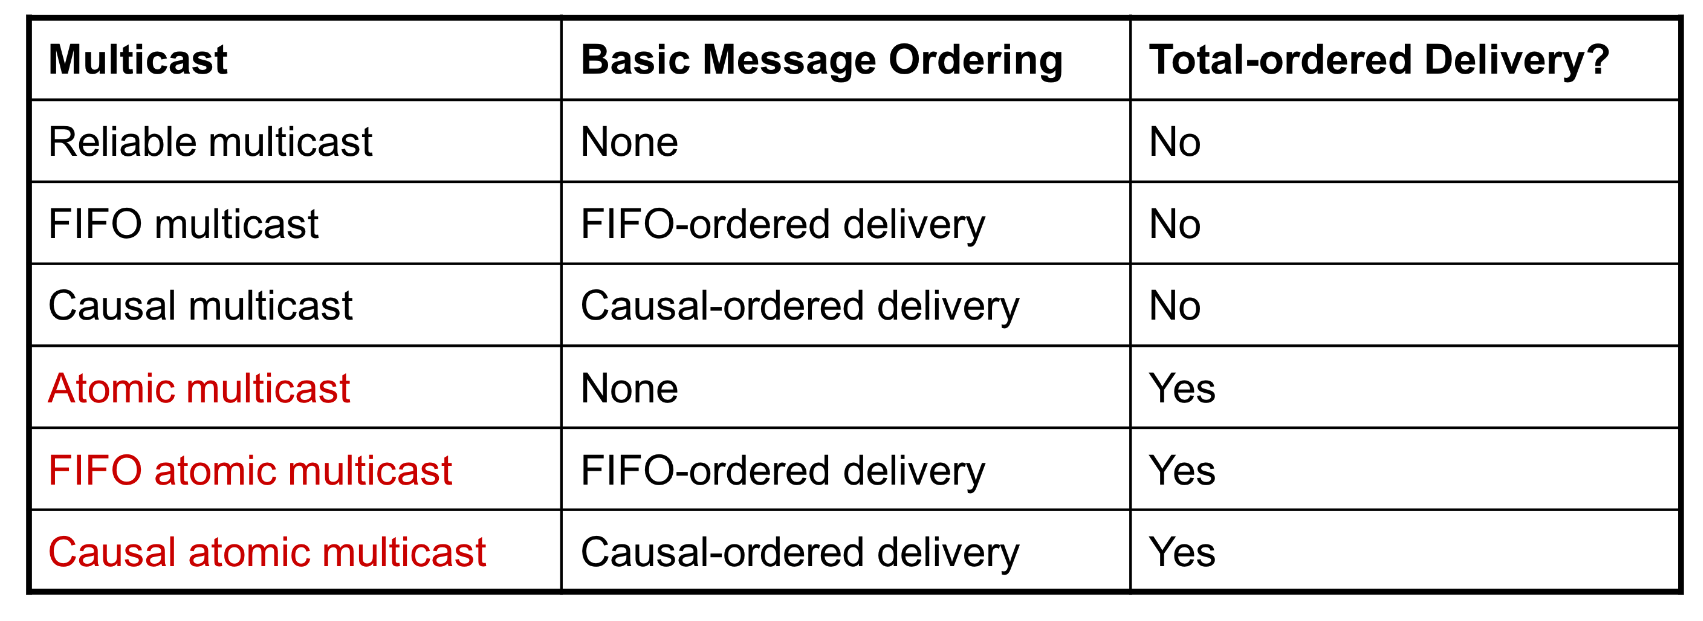 Multicast Basic Message Ordering Total-ordered Delivery?
Reliable multicast None No
FIFO multicast FIFO-ordered delivery No
Causal multicast Causal-ordered delivery No
Atomic multicast None Yes
FIFO atomic multicast FIFO-ordered delivery Yes
Causal atomic multicast Causal-ordered delivery Yes